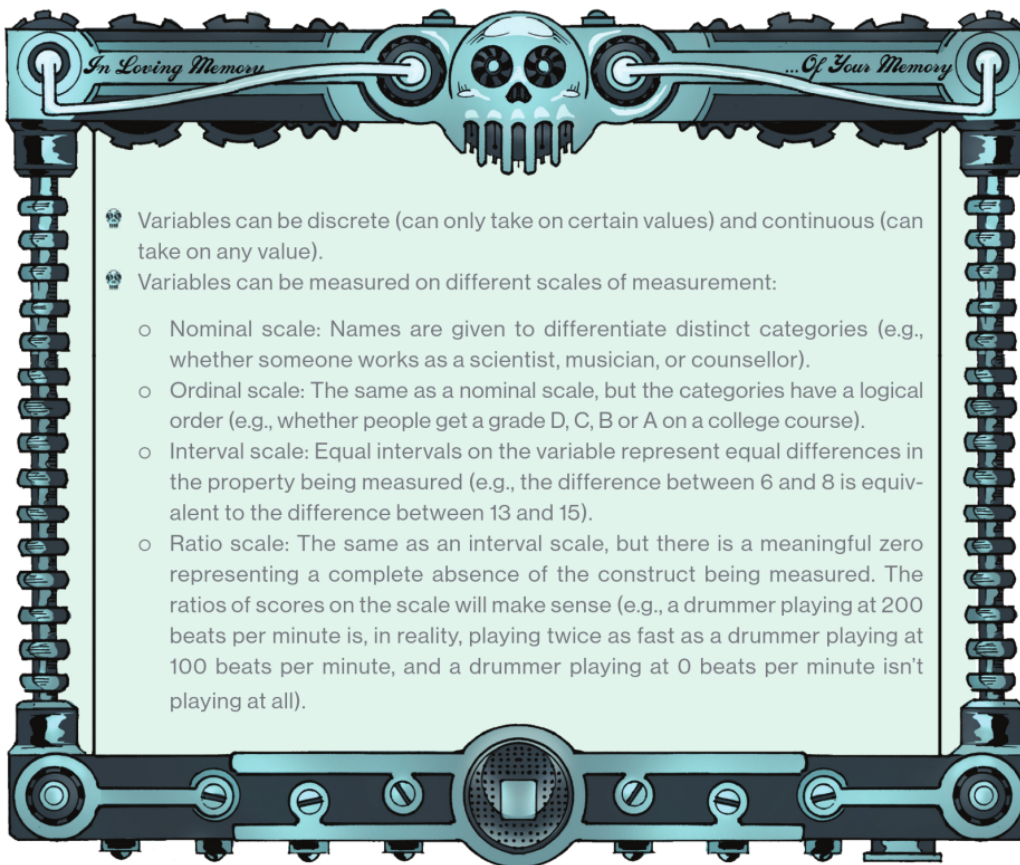 In Loving Memory
...Of Your Memory
Variables can be discrete (can only take on certain values) and continuous (can
take on any value).
Variables can be measured on different scales of measurement:
○ Nominal scale: Names are given to differentiate distinct categories (e.g.,
whether someone works as a scientist, musician, or counsellor).
○ Ordinal scale: The same as a nominal scale, but the categories have a logical
order (e.g., whether people get a grade D, C, B or A on a college course).
○ Interval scale: Equal intervals on the variable represent equal differences in
the property being measured (e.g., the difference between 6 and 8 is equiv-
alent to the difference between 13 and 15).
○ Ratio scale: The same as an interval scale, but there is a meaningful zero
representing a complete absence of the construct being measured. The
ratios of scores on the scale will make sense (e.g., a drummer playing at 200
beats per minute is, in reality, playing twice as fast as a drummer playing at
100 beats per minute, and a drummer playing at 0 beats per minute isn't
playing at all).